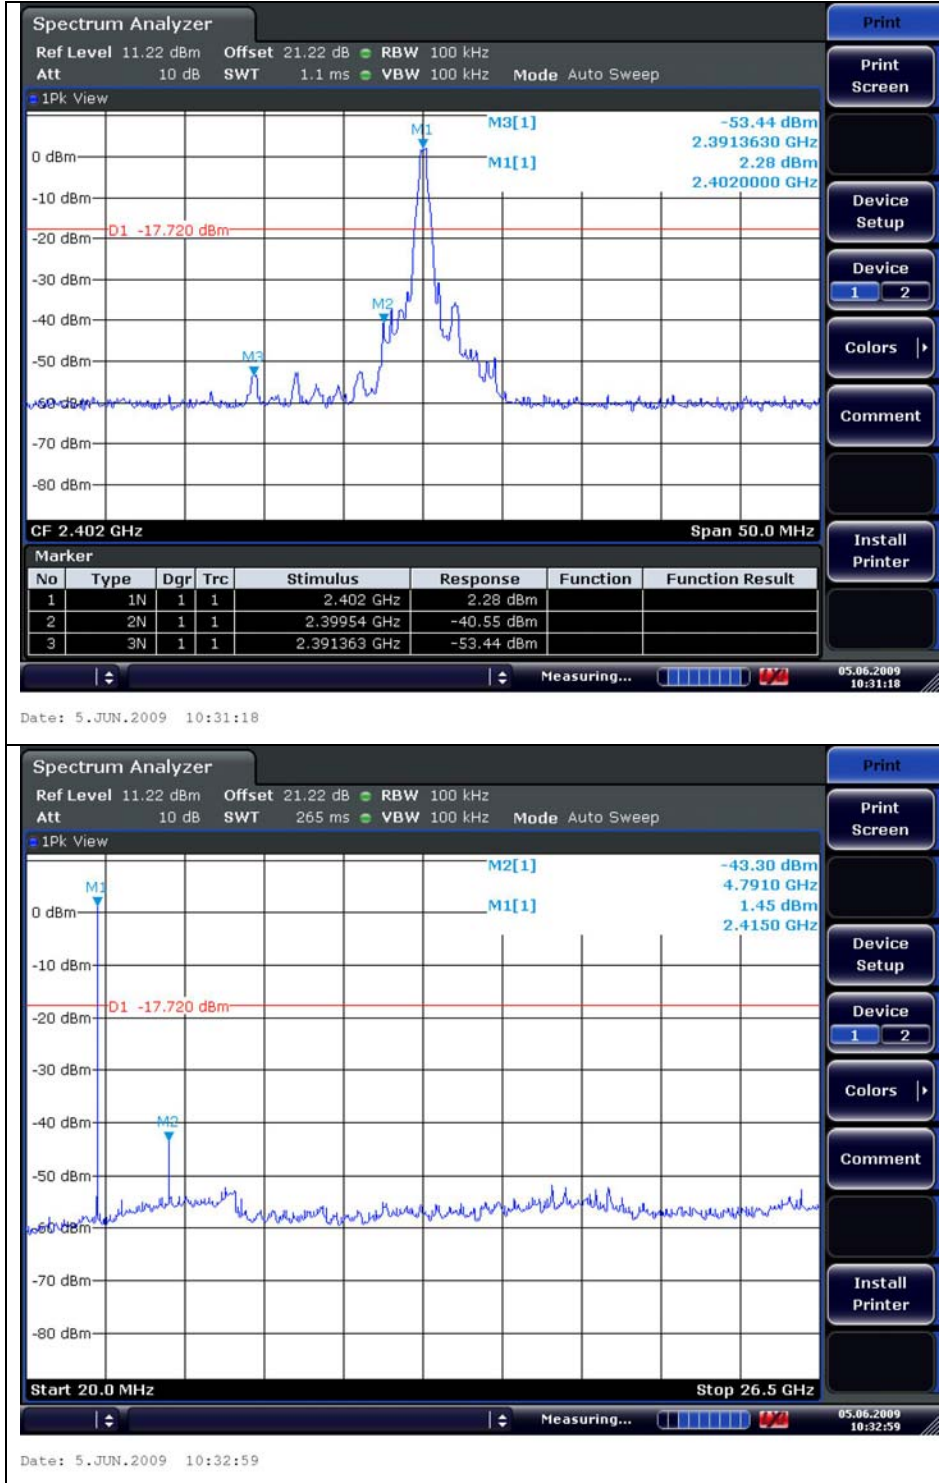 Spectrum Analyzer
Print
Ref Level 11.22 dBm Offset 21.22 dB RBW 100 kHz
Att 10 dB SWT 1.1 ms VBW 100 kHz Mode Auto Sweep
1Pk View
Print
Screen
M3[1] -53.44 dBm
2.3913630 GHz
M1[1] 2.28 dBm
2.4020000 GHz
M1
0 dBm
-10 dBm
D1 -17.720 dBm
-20 dBm
-30 dBm
M2
-40 dBm
M3
-50 dBm
-60 dBm
-70 dBm
-80 dBm
CF 2.402 GHz Span 50.0 MHz
Device
Setup
Device
1 2
Colors
Comment
Install
Printer
Marker
No Type Dgr Trc Stimulus Response Function Function Result
1 1N 1 1 2.402 GHz 2.28 dBm
2 2N 1 1 2.39954 GHz -40.55 dBm
3 3N 1 1 2.391363 GHz -53.44 dBm
Measuring... 05.06.2009
10:31:18
Date: 5.JUN.2009 10:31:18
Spectrum Analyzer
Print
Ref Level 11.22 dBm Offset 21.22 dB RBW 100 kHz
Att 10 dB SWT 265 ms VBW 100 kHz Mode Auto Sweep
1Pk View
Print
Screen
M2[1] -43.30 dBm
4.7910 GHz
M1[1] 1.45 dBm
2.4150 GHz
M1
0 dBm
-10 dBm
D1 -17.720 dBm
-20 dBm
-30 dBm
-40 dBm
M2
-50 dBm
-60 dBm
-70 dBm
-80 dBm
Start 20.0 MHz Stop 26.5 GHz
Device
Setup
Device
1 2
Colors
Comment
Install
Printer
Measuring... 05.06.2009
10:32:59
Date: 5.JUN.2009 10:32:59